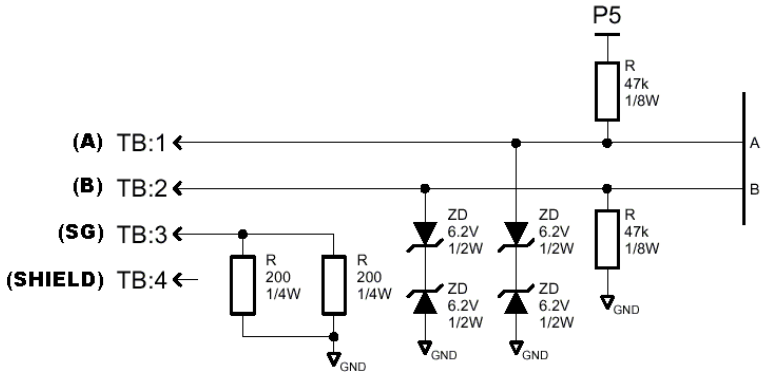 P5
R
47k
1/8W
(A) TB:1
A
(B) TB:2
B
ZD
6.2V
1/2W
ZD
6.2V
1/2W
R
47k
1/8W
(SG) TB:3
R
200
1/4W
R
200
1/4W
(SHIELD) TB:4
ZD
6.2V
1/2W
ZD
6.2V
1/2W
GND
GND
GND
GND